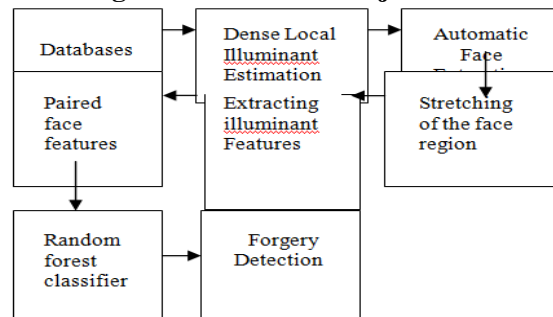 Databases
Dense Local
Illuminant
Estimation
Automatic
Face
Paired
face
features
Extracting
illuminant
Features
Stretching
of the face
region
Random
forest
classifier
Forgery
Detection